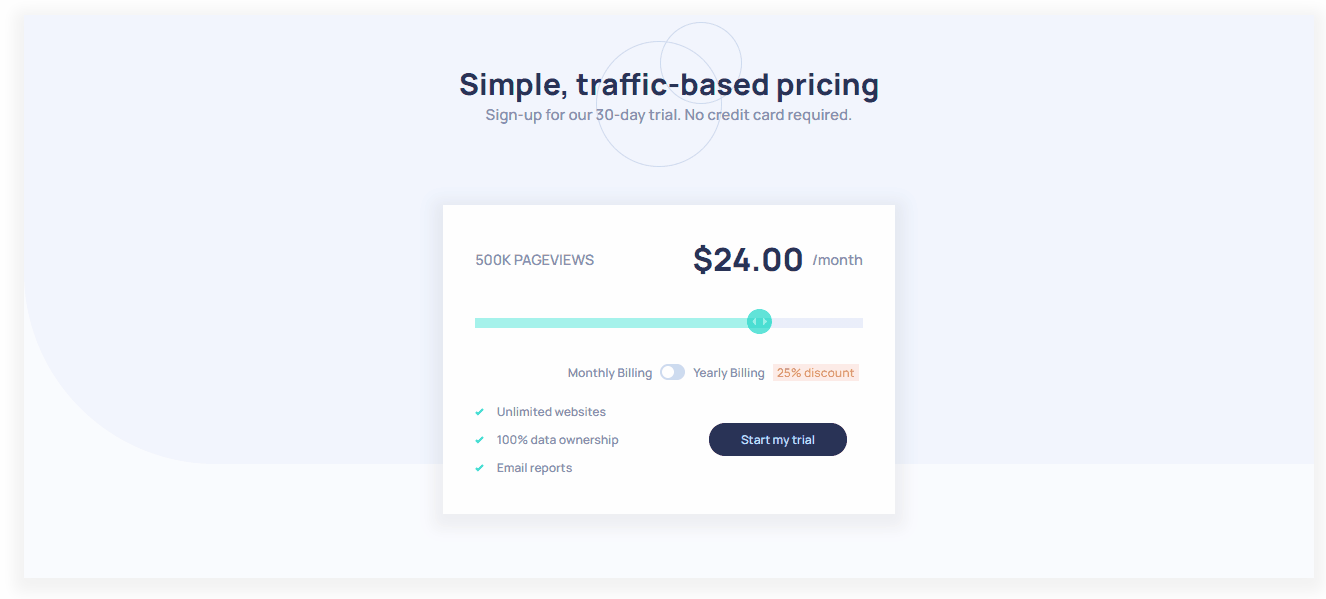 Simple, traffic-based pricing
Sign-up for our 30-day trial. No credit card required.
500K PAGEVIEWS
$24.00 /month
Monthly Billing Yearly Billing 25% discount
Unlimited websites
100% data ownership
Email reports
Start my trial